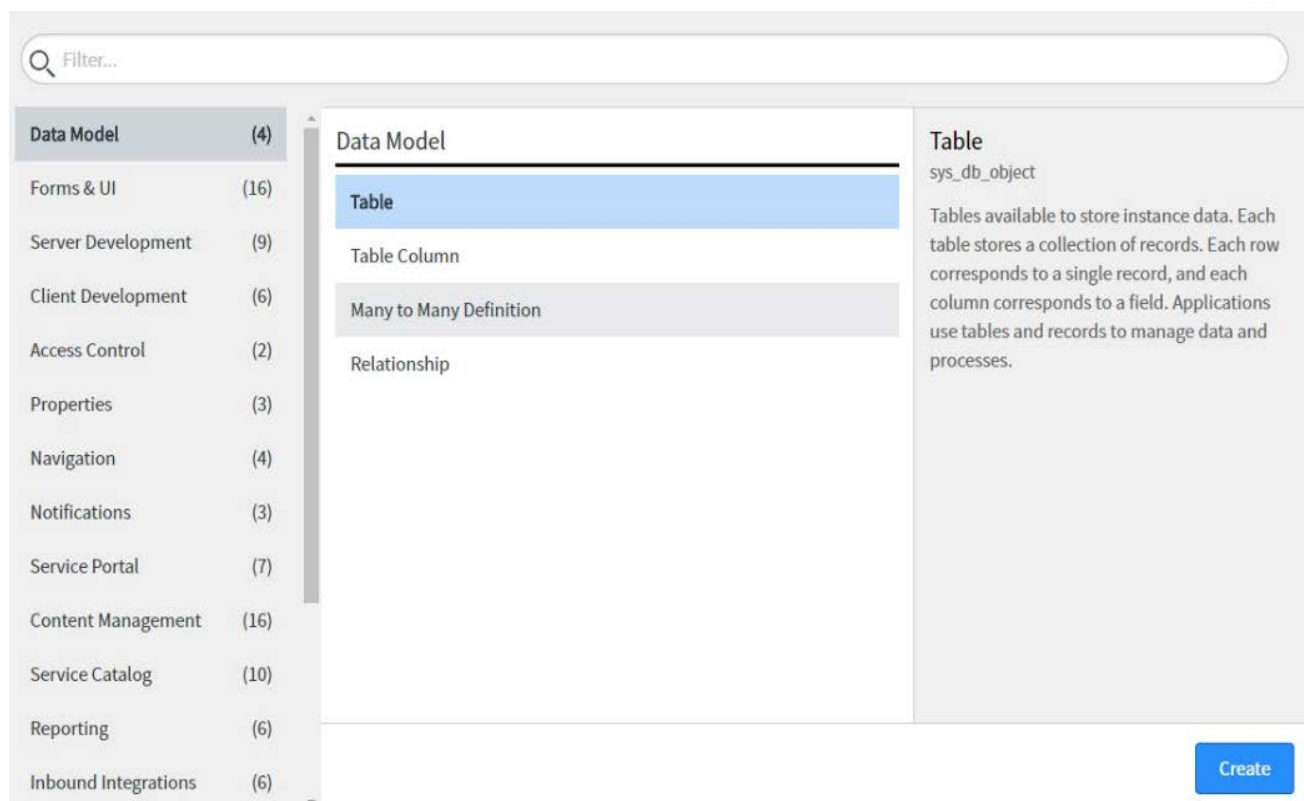 Filter...
Data Model (4)
Forms & UI (16)
Server Development (9)
Client Development (6)
Access Control (2)
Properties (3)
Navigation (4)
Notifications (3)
Service Portal (7)
Content Management (16)
Service Catalog (10)
Reporting (6)
Inbound Integrations (6)
Data Model
Table
Table Column
Many to Many Definition
Relationship
Table
sys_db_object
Tables available to store instance data. Each
table stores a collection of records. Each row
corresponds to a single record, and each
column corresponds to a field. Applications
use tables and records to manage data and
processes.
Create